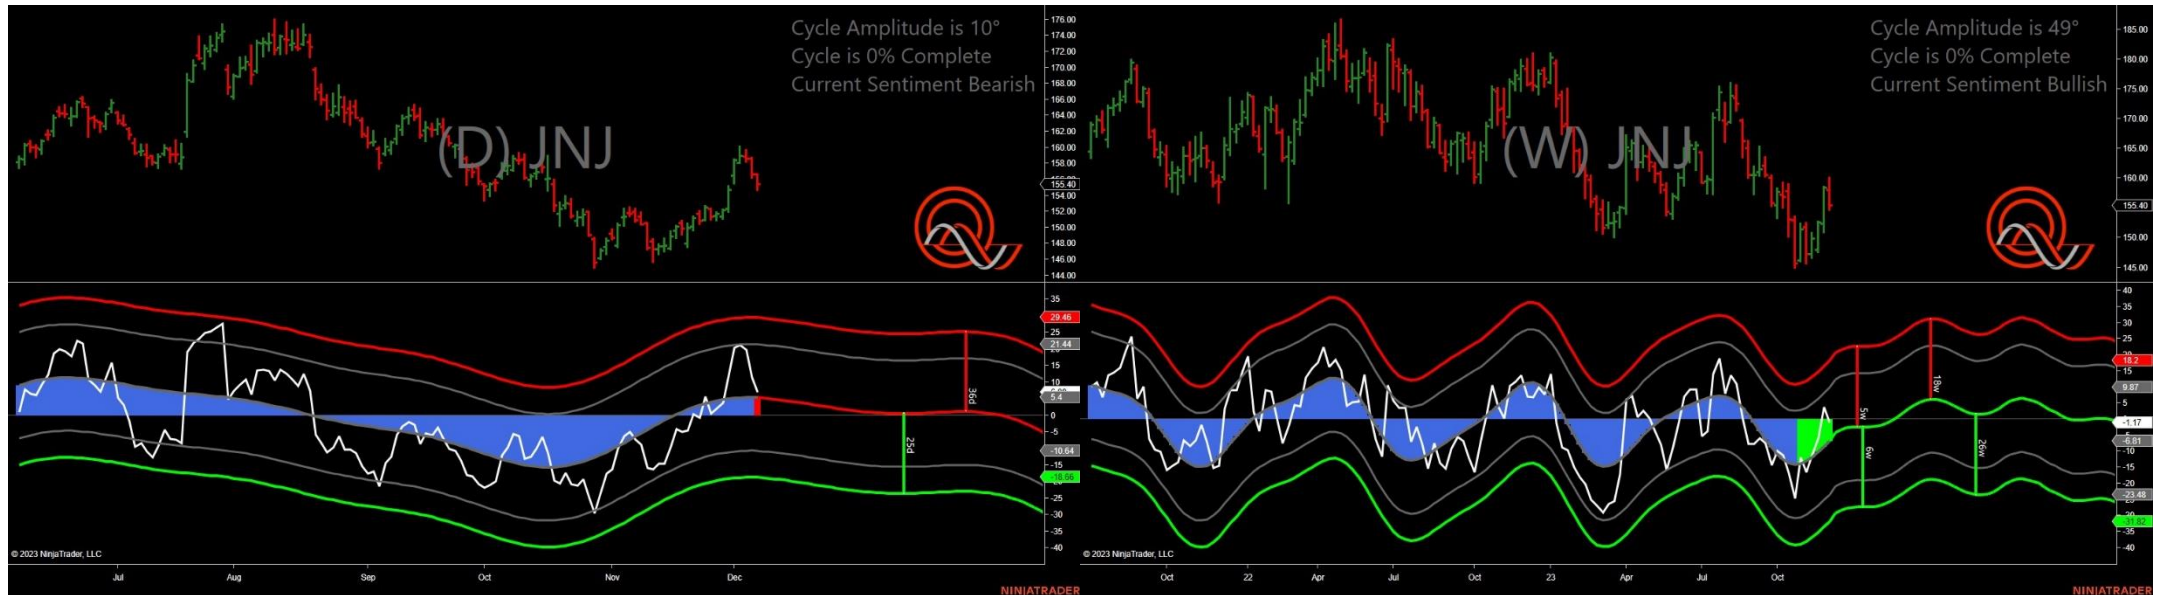 Cycle Amplitude is 10°
Cycle is 0% Complete
Current Sentiment Bearish
(D) JNJ
176.00
174.00
172.00
170.00
168.00
166.00
164.00
162.00
160.00
158.00
155.40
154.00
152.00
150.00
148.00
146.00
144.00
35
29.46
25
21.44
15
10
5.4
0
-5
-10.64
-15
-18.56
-25
-30
-35
-40
36d
25d
© 2023 NinjaTrader, LLC
Jul
Aug
Sep
Oct
Nov
Dec
NINJATRADER
Cycle Amplitude is 49°
Cycle is 0% Complete
Current Sentiment Bullish
(W) JNJ
185.00
180.00
175.00
170.00
165.00
160.00
155.40
150.00
145.00
40
35
30
25
18.2
15
9.87
5
-1.17
-6.81
-10
-15
-20
-23.48
-30
-31.82
-35
-40
5w
6w
18w
26w
© 2023 NinjaTrader, LLC
Oct
22
Apr
Jul
Oct
23
Apr
Jul
Oct
NINJATRADER